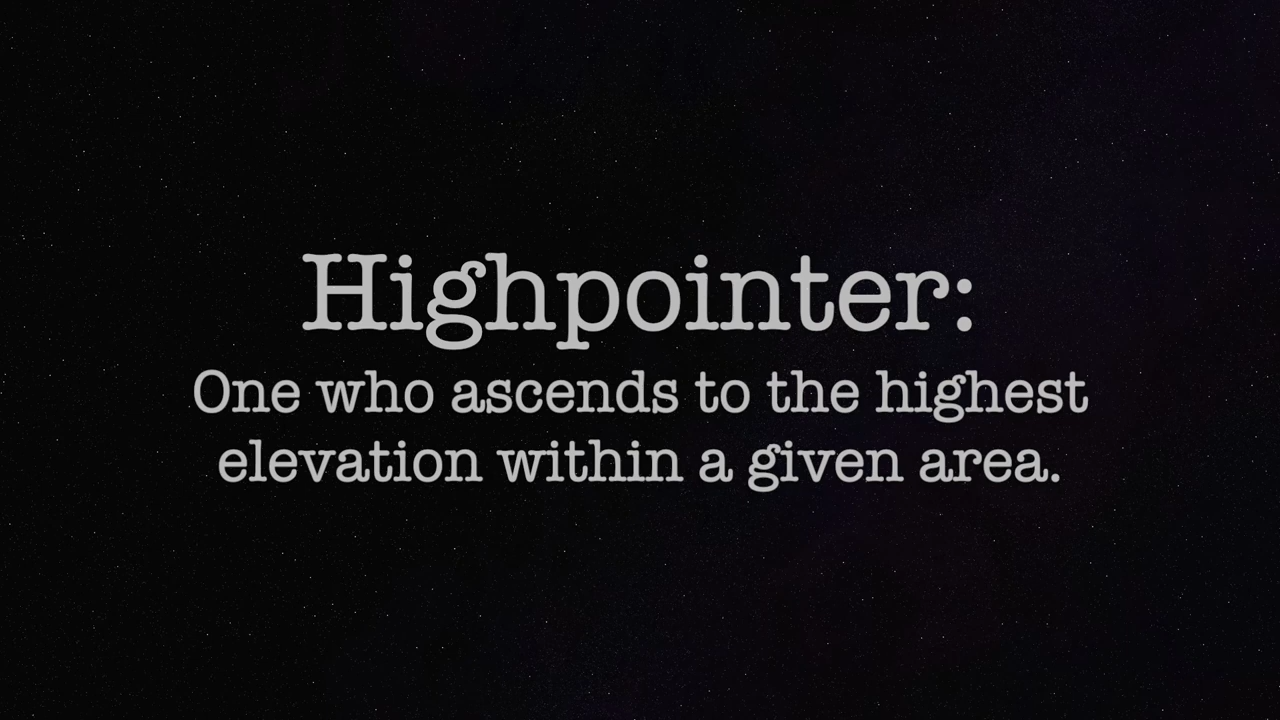 Highpointer:
One who ascends to the highest
elevation within a given area.